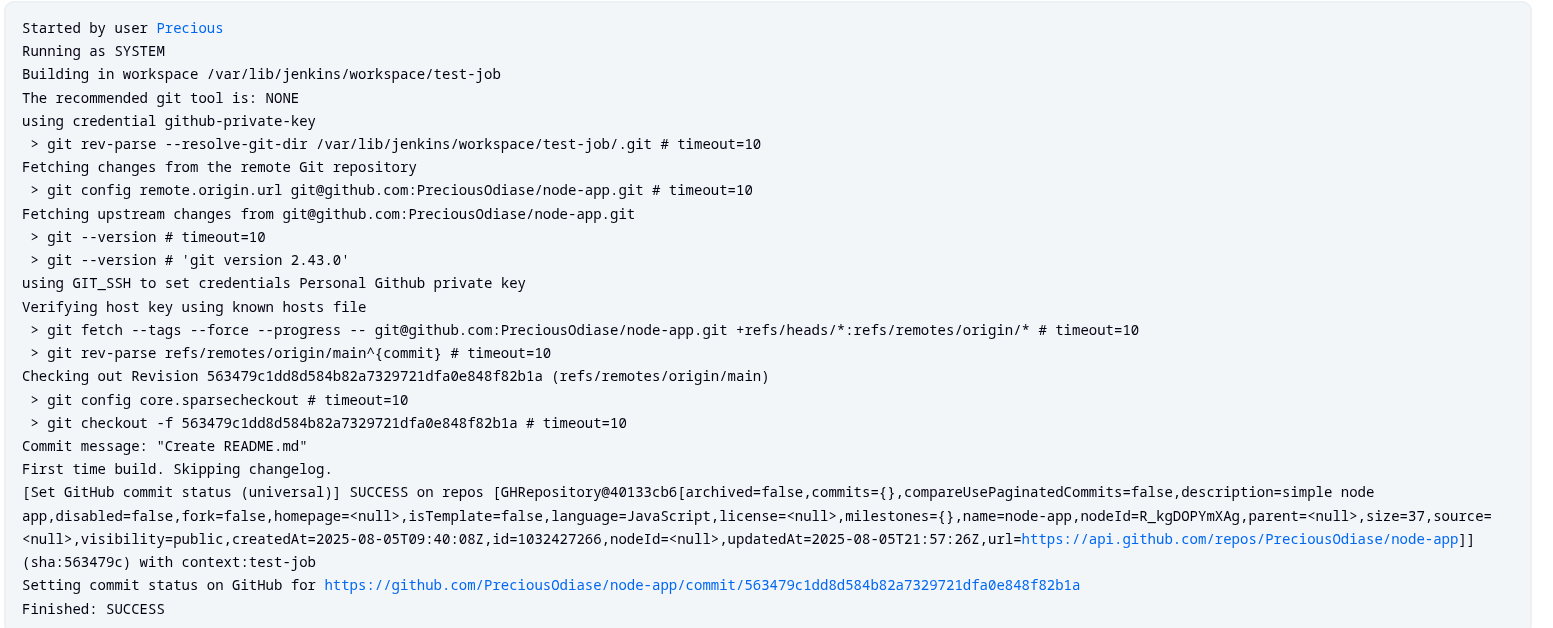 Started by user Precious
Running as SYSTEM
Building in workspace /var/lib/jenkins/workspace/test-job
The recommended git tool is: NONE
using credential github-private-key
 > git rev-parse --resolve-git-dir /var/lib/jenkins/workspace/test-job/.git # timeout=10
Fetching changes from the remote Git repository
 > git config remote.origin.url git@github.com:PreciousOdiase/node-app.git # timeout=10
Fetching upstream changes from git@github.com:PreciousOdiase/node-app.git
 > git --version # timeout=10
 > git --version # 'git version 2.43.0'
using GIT_SSH to set credentials Personal Github private key
Verifying host key using known hosts file
 > git fetch --tags --force --progress -- git@github.com:PreciousOdiase/node-app.git +refs/heads/*:refs/remotes/origin/* # timeout=10
 > git rev-parse refs/remotes/origin/main^{commit} # timeout=10
Checking out Revision 563479c1dd8d584b82a7329721dfa0e848f82b1a (refs/remotes/origin/main)
 > git config core.sparsecheckout # timeout=10
 > git checkout -f 563479c1dd8d584b82a7329721dfa0e848f82b1a # timeout=10
Commit message: "Create README.md"
First time build. Skipping changelog.
[Set GitHub commit status (universal)] SUCCESS on repos [GHRepository@40133cb6[archived=false,commits={},compareUsePaginatedCommits=false,description=simple node
app,disabled=false,fork=false,homepage=<null>,isTemplate=false,language=JavaScript,license=<null>,milestones={},name=node-app,nodeId=R_kgDOPYmXAg,parent=<null>,size=37,source=
<null>,visibility=public,createdAt=2025-08-05T09:40:08Z,id=1032427266,nodeId=<null>,updatedAt=2025-08-05T21:57:26Z,url=https://api.github.com/repos/PreciousOdiase/node-app]]
(sha:563479c) with context:test-job
Setting commit status on GitHub for https://github.com/PreciousOdiase/node-app/commit/563479c1dd8d584b82a7329721dfa0e848f82b1a
Finished: SUCCESS